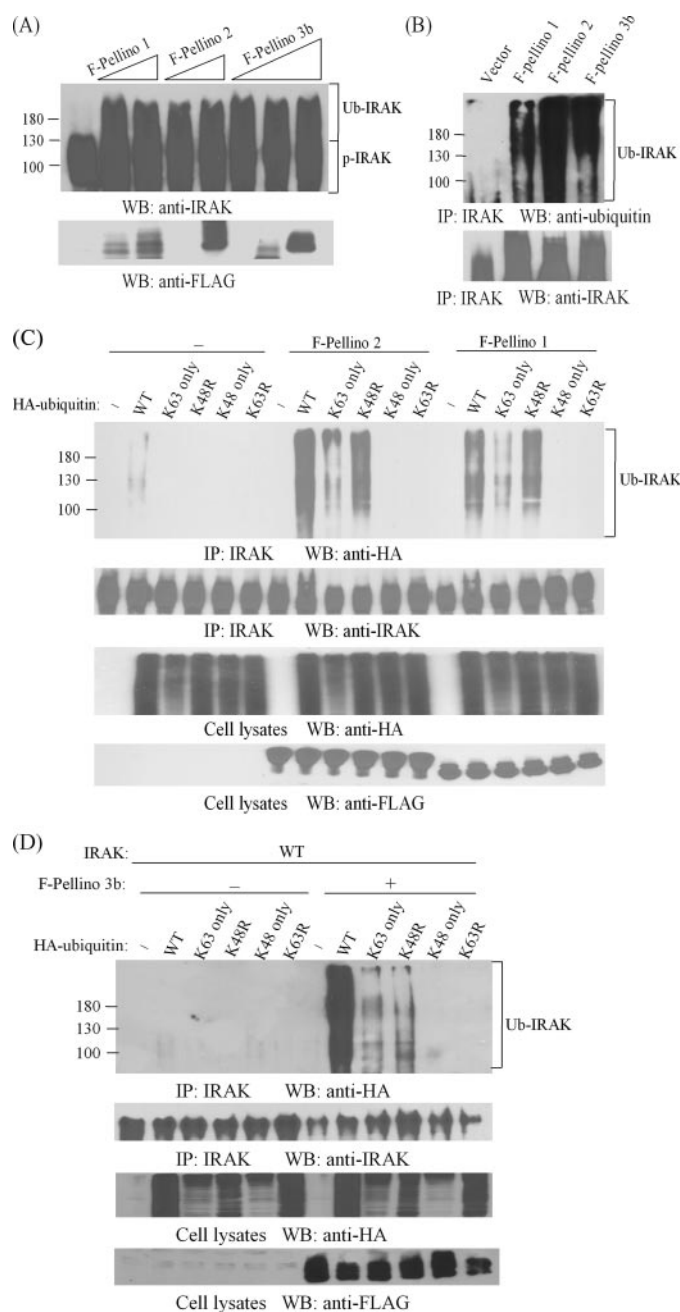 (A)
F-Pellino 1
F-Pellino 2
F-Pellino 3b
180
130
100
Ub-IRAK
p-IRAK
WB: anti-IRAK
WB: anti-FLAG
(B)
Vector
F-pellino 1
F-pellino 2
F-pellino 3b
180
130
100
Ub-IRAK
IP: IRAK WB: anti-ubiquitin
IP: IRAK WB: anti-IRAK
(C)
– F-Pellino 2 F-Pellino 1
HA-ubiquitin: - WT K63 only K48R K48 only K63R - WT K63 only K48R K48 only K63R - WT K63 only K48R K48 only K63R
180
130
100
Ub-IRAK
IP: IRAK WB: anti-HA
IP: IRAK WB: anti-IRAK
Cell lysates WB: anti-HA
Cell lysates WB: anti-FLAG
(D)
IRAK: WT
F-Pellino 3b: – +
HA-ubiquitin: - WT K63 only K48R K48 only K63R - WT K63 only K48R K48 only K63R
180
130
100
Ub-IRAK
IP: IRAK WB: anti-HA
IP: IRAK WB: anti-IRAK
Cell lysates WB: anti-HA
Cell lysates WB: anti-FLAG